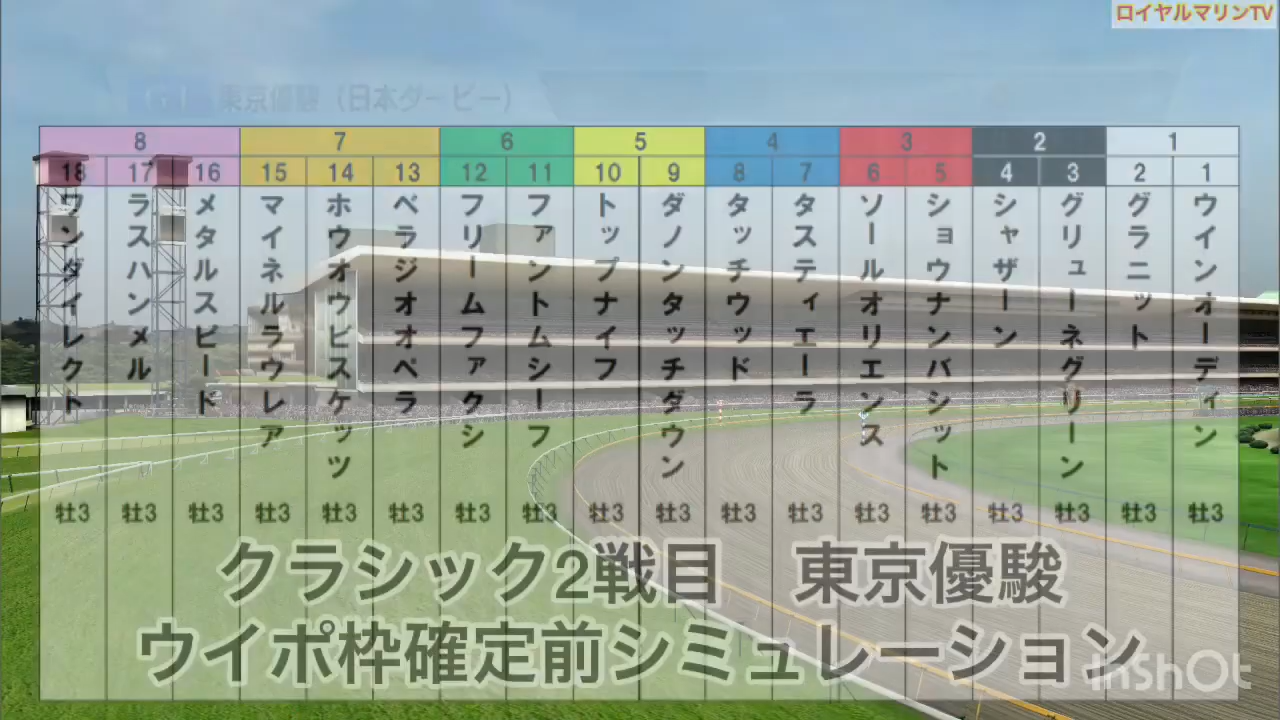 ロイヤルマリンTV
東京優駿（日本ダービー）
8 7 6 5 4 3 2 1
18 17 16 15 14 13 12 11 10 9 8 7 6 5 4 3 2 1
ワンダイレクト
ラスハンメル
メタルスピード
マイネルラウレア
ホウオウビスケッツ
ペラジオオペラ
フリームファクシ
ファントムシーフ
トップナイフ
ダノンタッチダウン
タッチウッド
タスティエーラ
ソールオリエンス
ショウナンバシット
シャザーン
グリューネグリーン
グラニット
ウインオーディン
牡3 牡3 牡3 牡3 牡3 牡3 牡3 牡3 牡3 牡3 牡3 牡3 牡3 牡3 牡3 牡3 牡3 牡3
クラシック2戦目 東京優駿
ウイポ枠確定前シミュレーション
InShOt